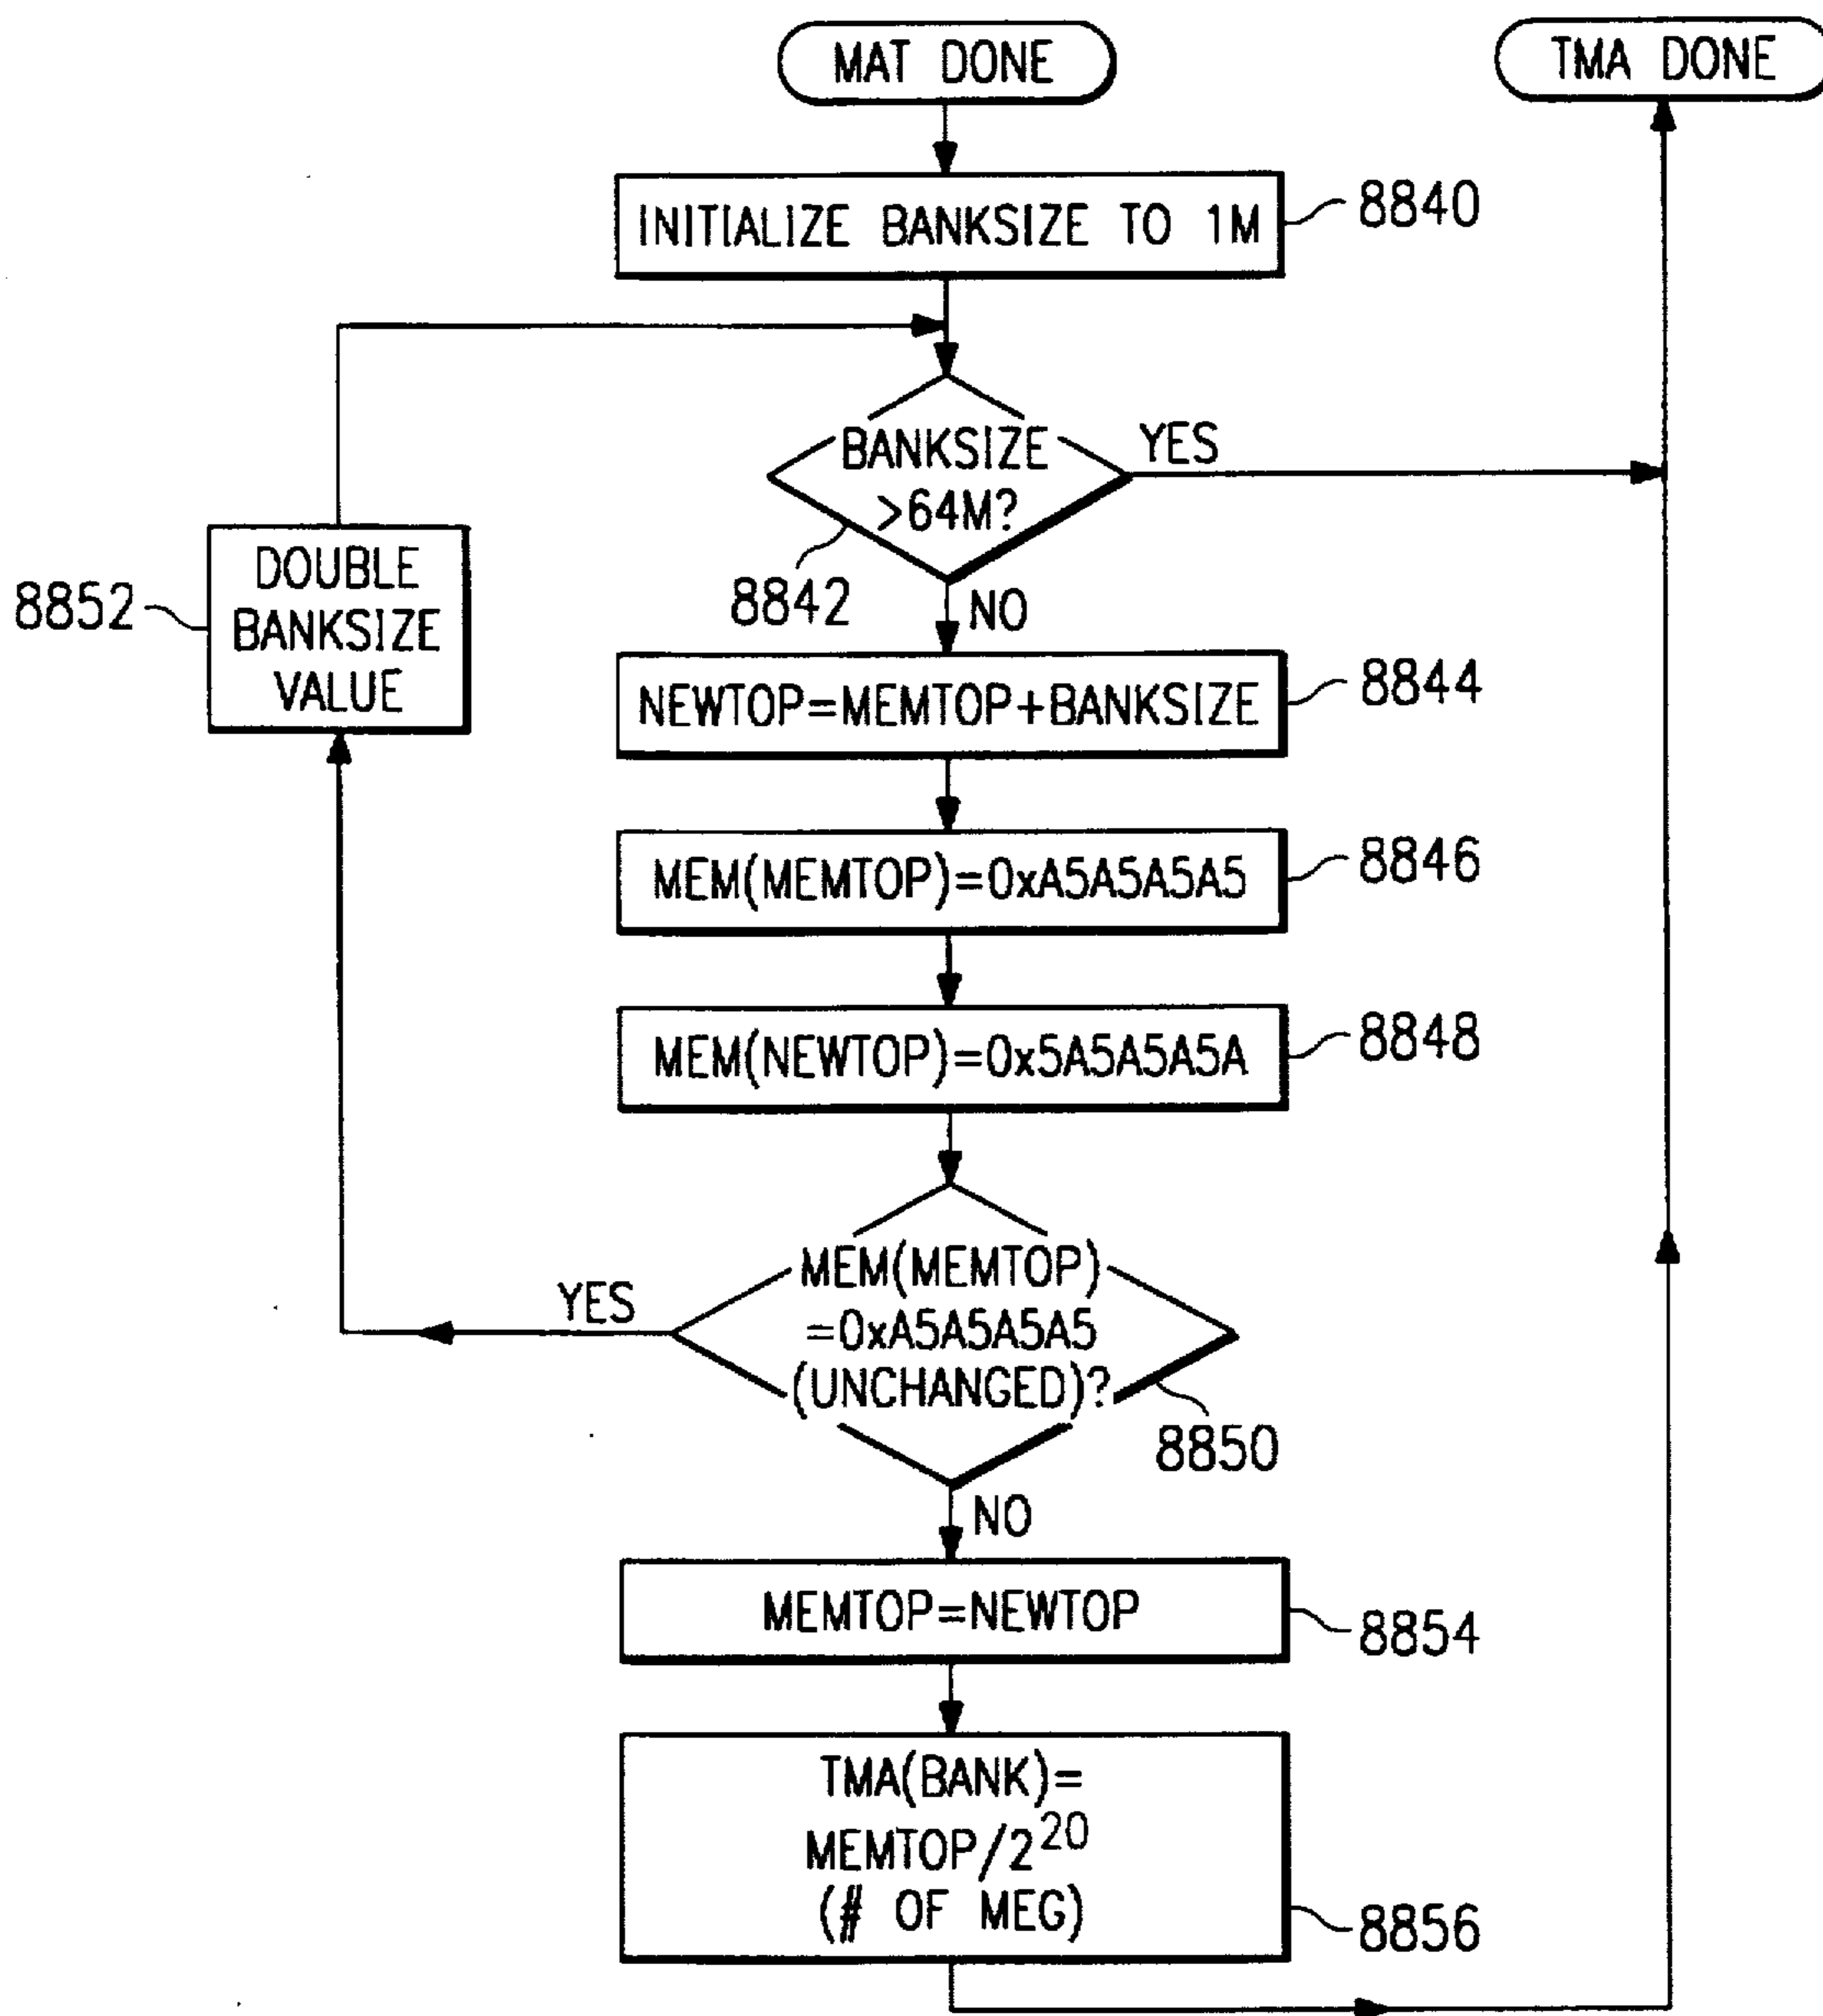 MAT DONE
TMA DONE
INITIALIZE BANKSIZE TO 1M
8840
BANKSIZE
>64M?
YES
8842
NO
DOUBLE
BANKSIZE
VALUE
8852
NEWTOP=MEMTOP+BANKSIZE
8844
MEM(MEMTOP)=0xA5A5A5A5
8846
MEM(NEWTOP)=0x5A5A5A5A
8848
MEM(MEMTOP)
=0xA5A5A5A5
(UNCHANGED)?
YES
8850
NO
MEMTOP=NEWTOP
8854
TMA(BANK)=
MEMTOP/2^20
(# OF MEG)
8856